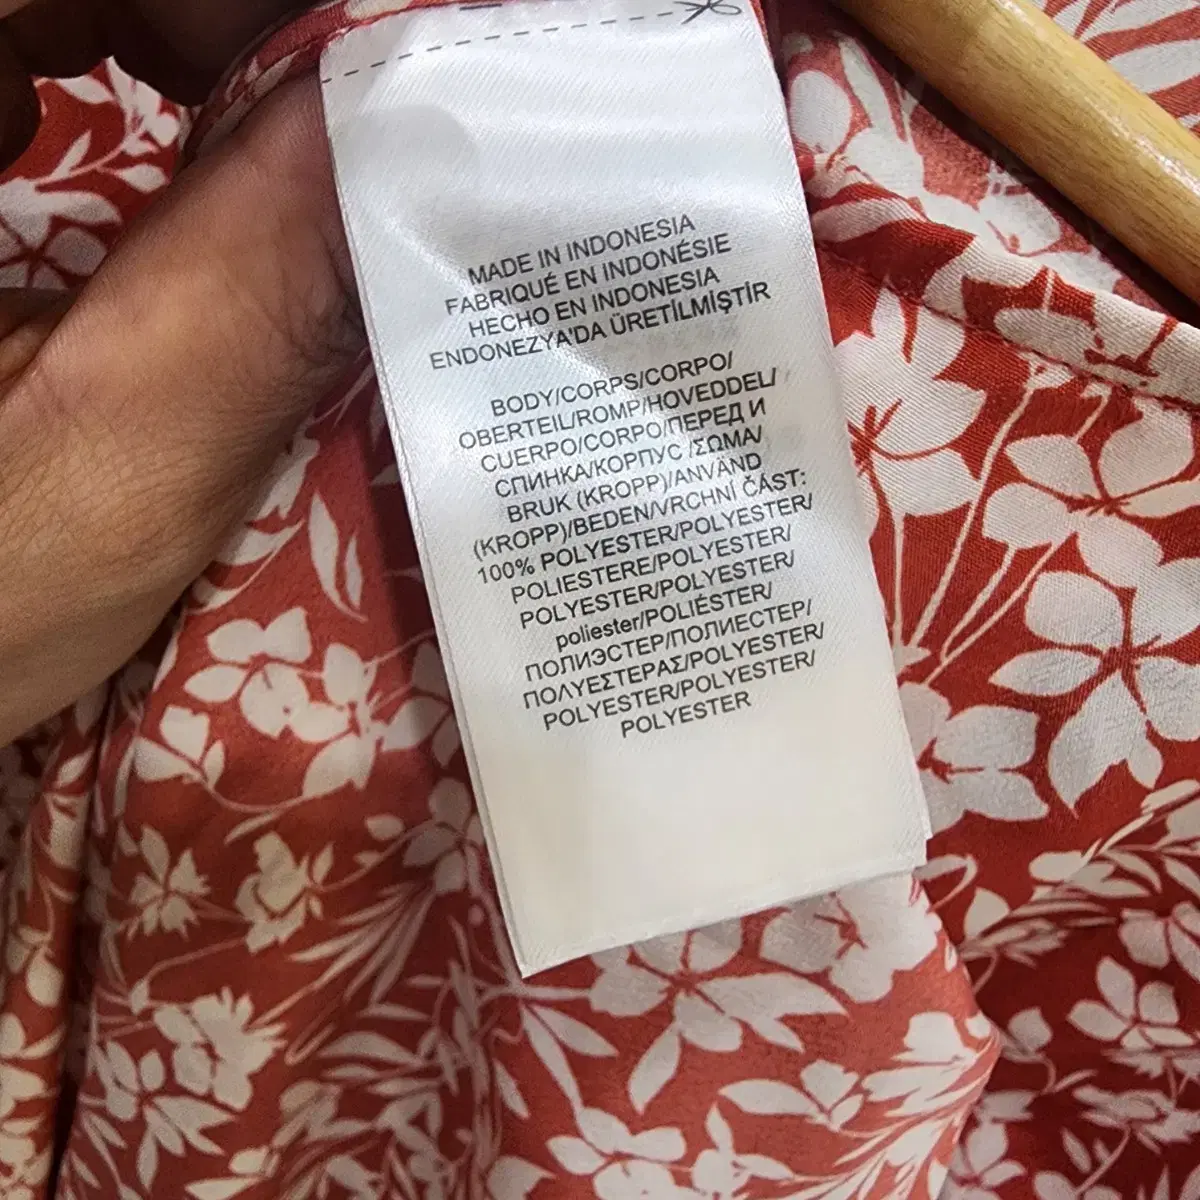 MADE IN INDONESIA
FABRIQUÉ EN INDONÉSIE
HECHO EN INDONESIA
ENDONEZYA'DA ÜRETİLMİŞTİR
BODY/CORPS/CORPO/
OBERTEIL/ROMP/HOVEDDEL/
CUERPO/CORPO/ПЕРЕД И
СПИНКА/КОРПУС /ΣΩΜΑ/
BRUK (KROPP)/ANVÄND
(KROPP)/BEDEN/VRCHNÍ ČÁST:
100% POLYESTER/POLYESTER/
POLIESTERE/POLYESTER/
POLYESTER/POLYESTER/
poliester/POLIÉSTER/
ПОЛИЭСТЕР/ПОЛИЕСТЕР/
ΠΟΛΥΕΣΤΕΡΑΣ/POLYESTER/
POLYESTER/POLYESTER/
POLYESTER